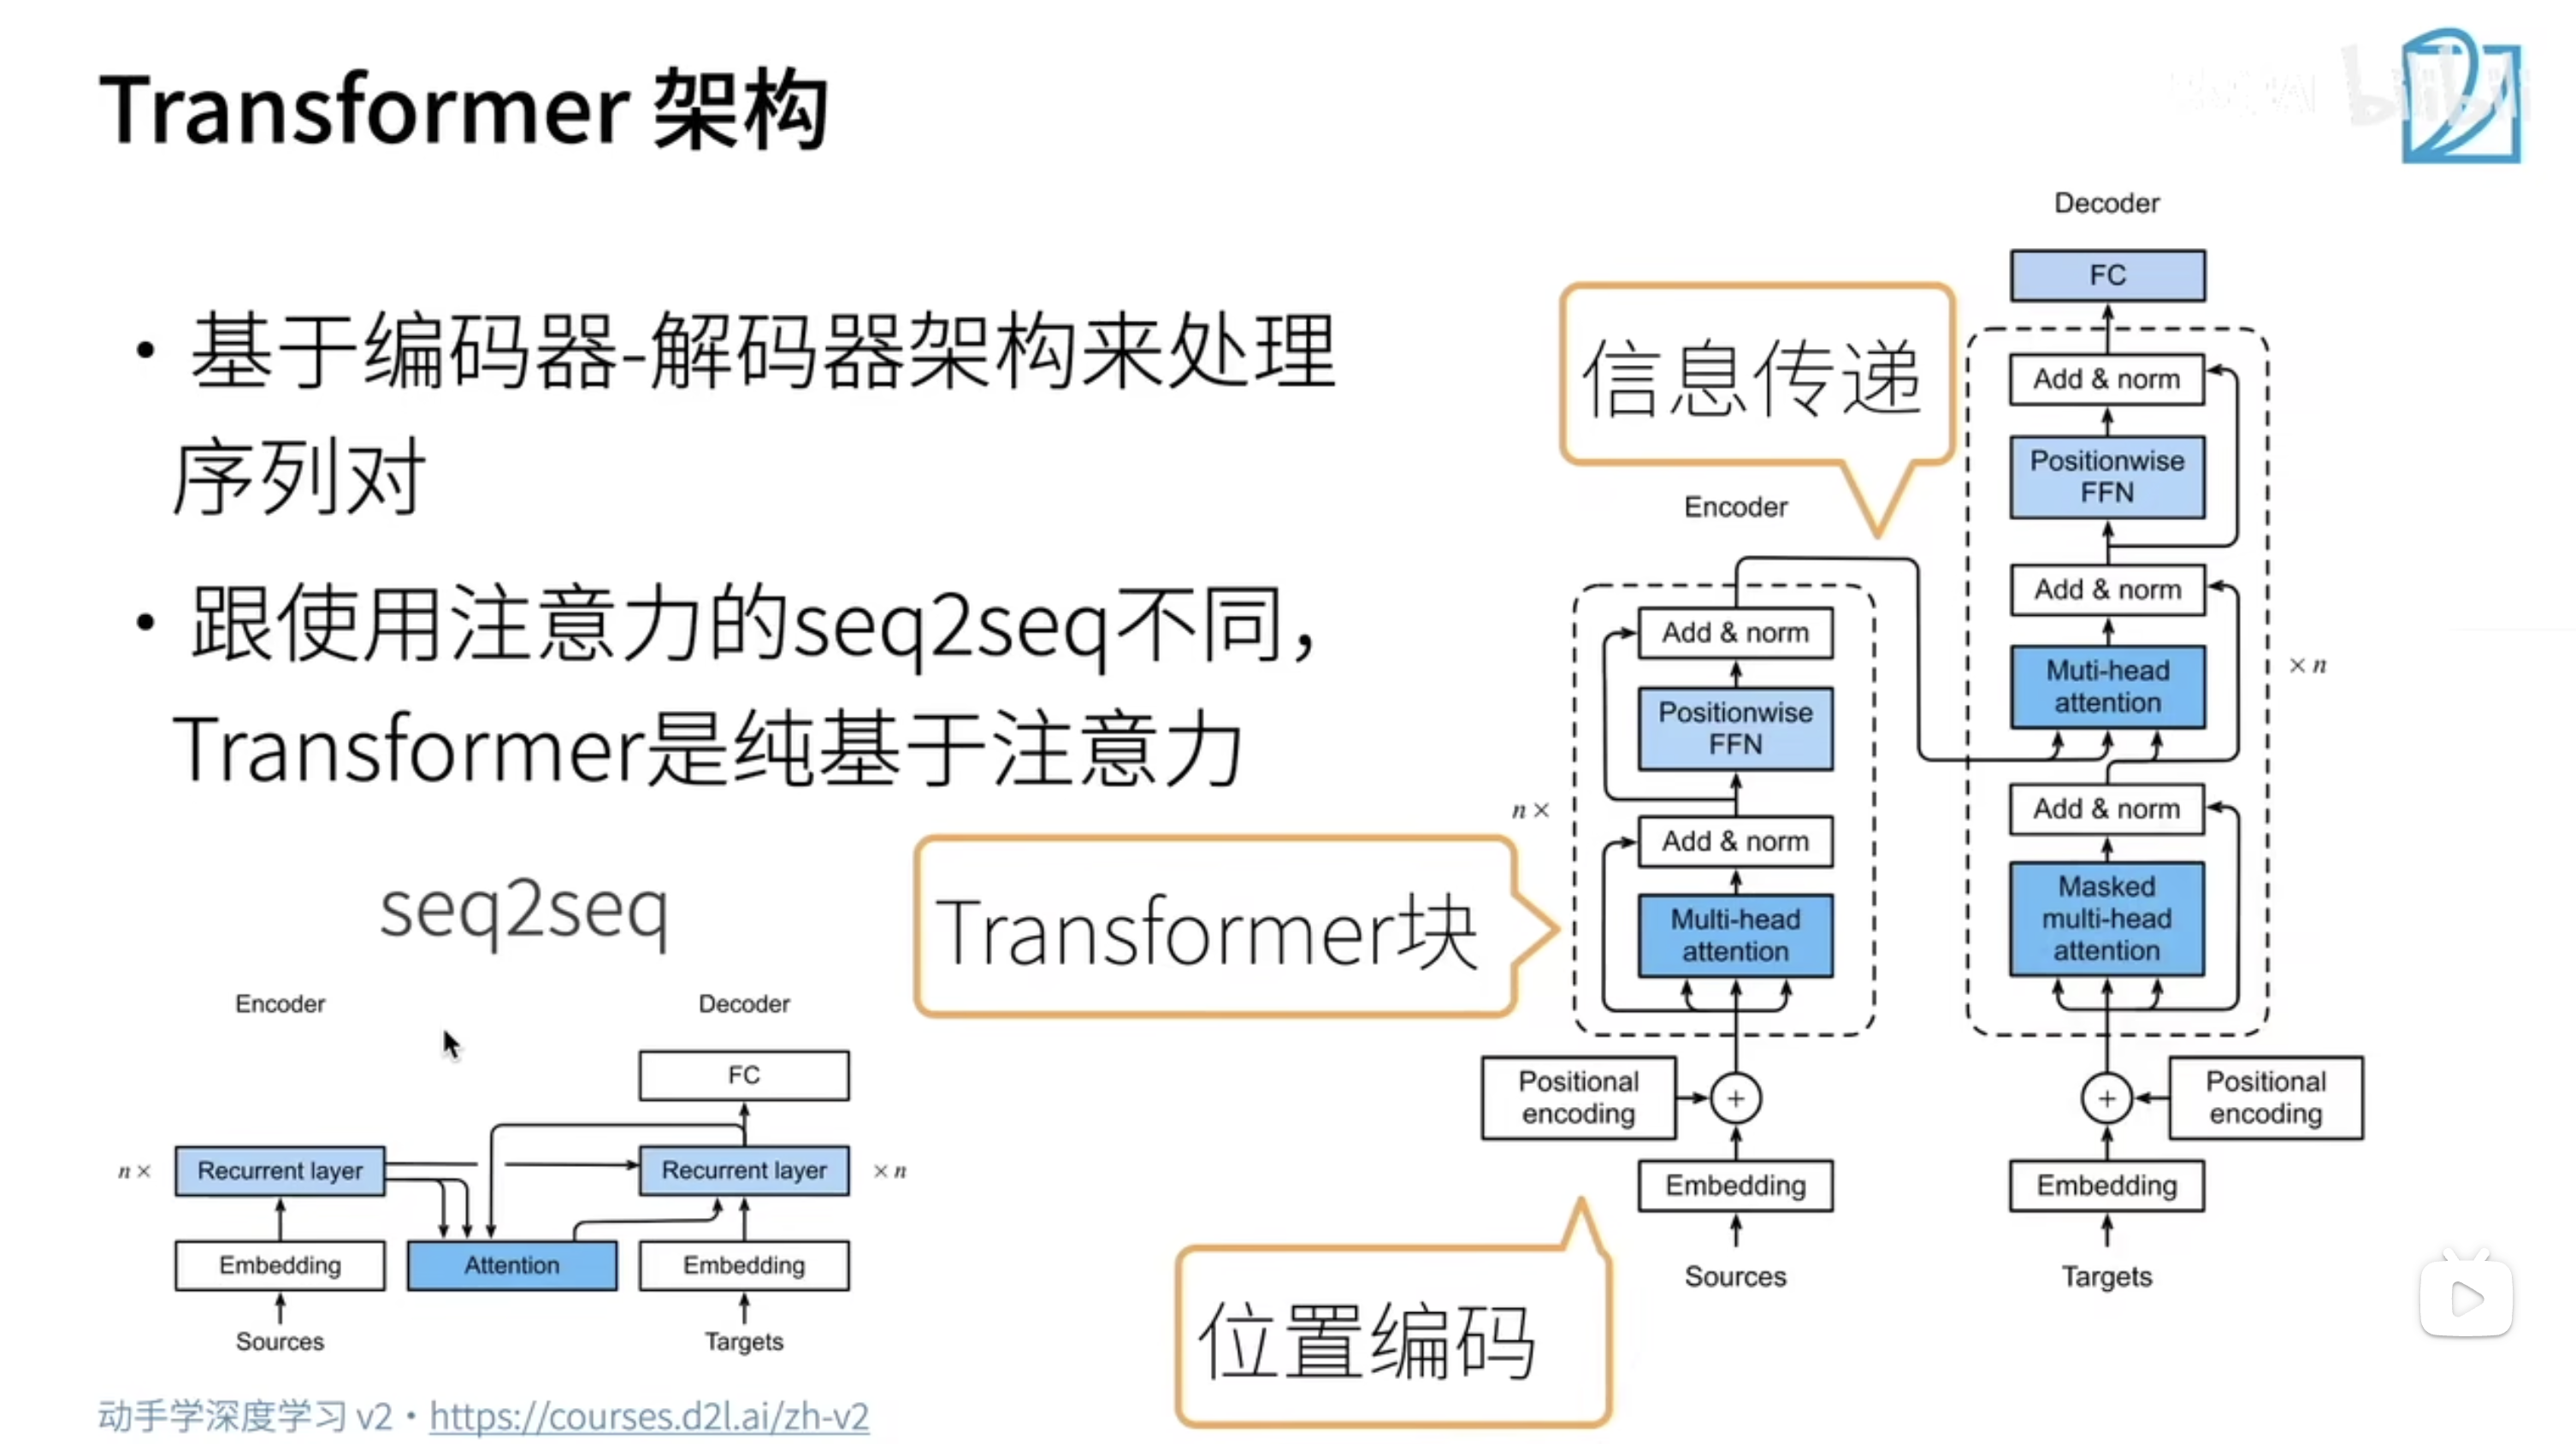 Transformer 架构
• 基于编码器-解码器架构来处理
序列对
• 跟使用注意力的seq2seq不同，
Transformer是纯基于注意力
seq2seq
Encoder
Decoder
FC
n ×
Recurrent layer
Recurrent layer
× n
Embedding
Attention
Embedding
Sources
Targets
信息传递
Transformer块
位置编码
Encoder
n ×
Add & norm
Positionwise
FFN
Add & norm
Multi-head
attention
Positional
encoding
+
Embedding
Sources
Decoder
FC
Add & norm
Positionwise
FFN
Add & norm
Muti-head
attention
× n
Add & norm
Masked
multi-head
attention
+
Positional
encoding
Embedding
Targets
动手学深度学习 v2 • https://courses.d2l.ai/zh-v2
bilibili